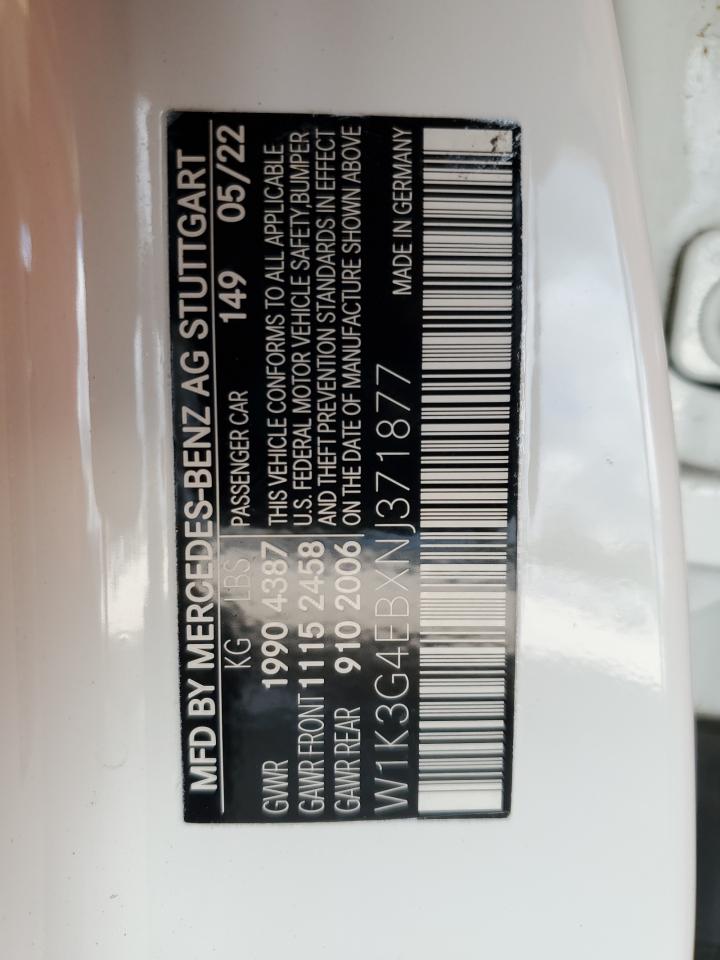 MFD BY MERCEDES-BENZ AG STUTTGART
KG LBS PASSENGER CAR 149 05/22
GVWR 1990 4387 THIS VEHICLE CONFORMS TO ALL APPLICABLE
U.S. FEDERAL MOTOR VEHICLE SAFETY, BUMPER,
GAWR FRONT 1115 2458 AND THEFT PREVENTION STANDARDS IN EFFECT
GAWR REAR 910 2006 ON THE DATE OF MANUFACTURE SHOWN ABOVE
W1K3G4EBXNJ371877 MADE IN GERMANY